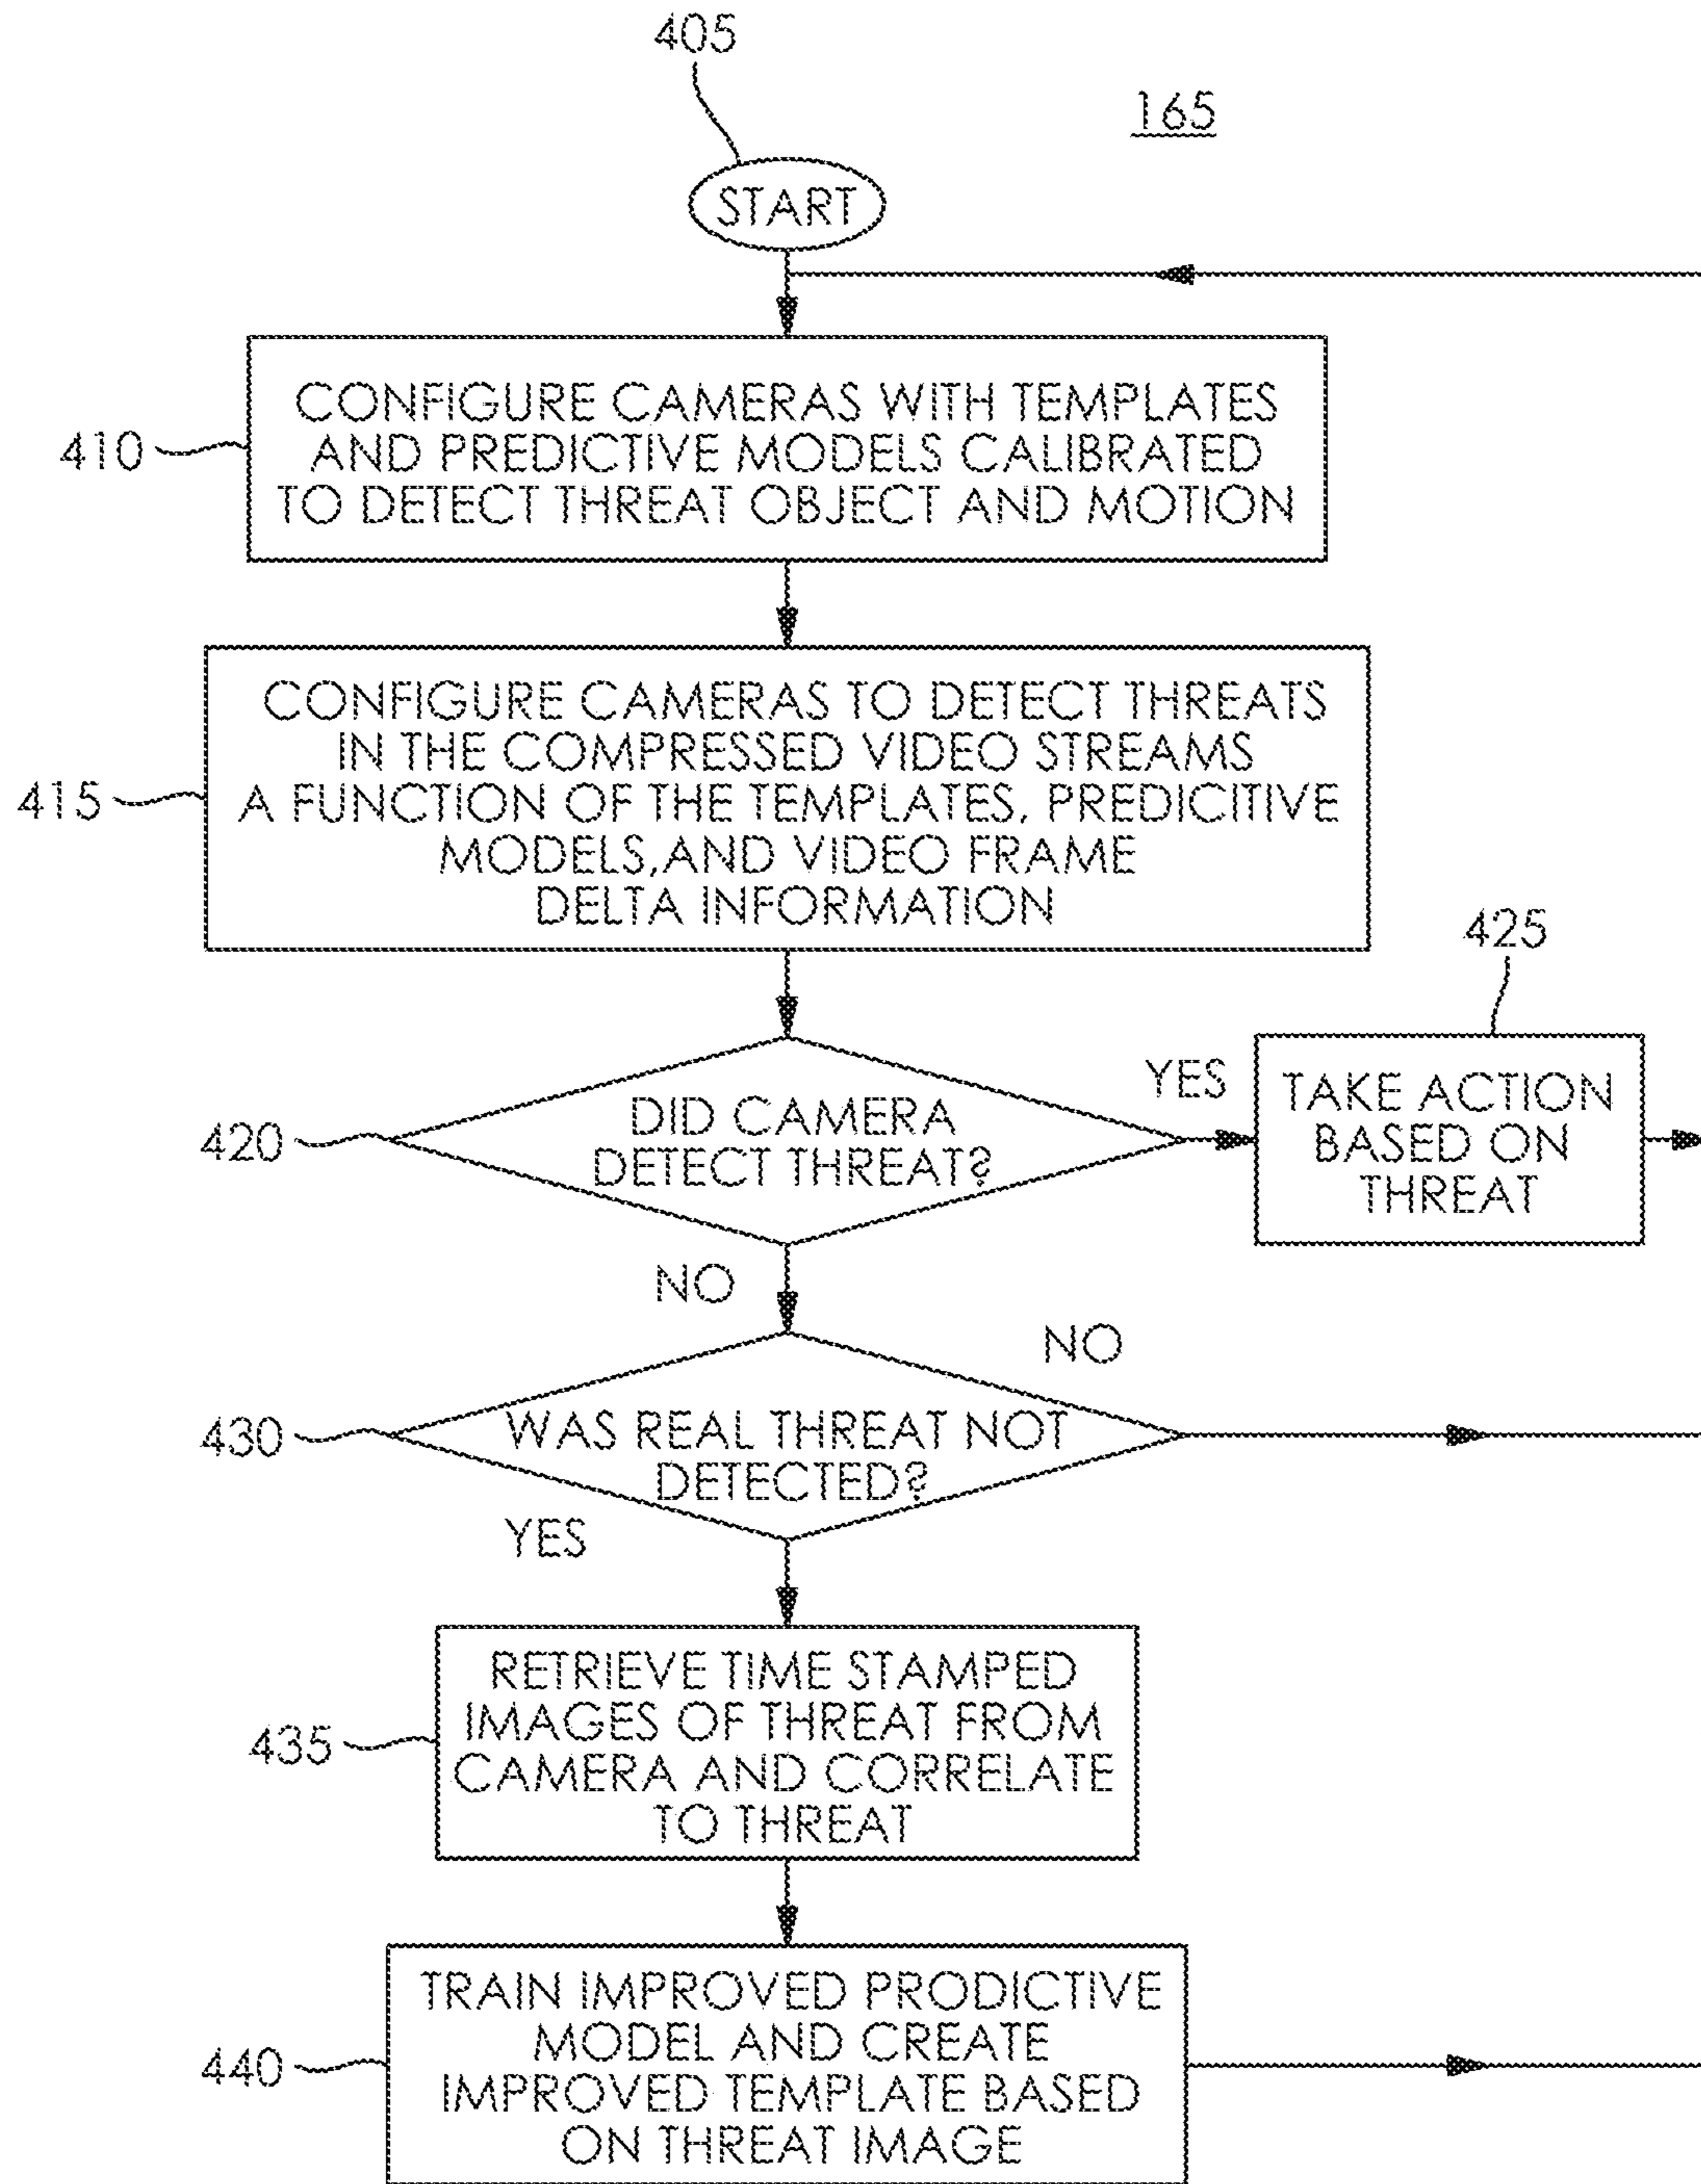 405
165
START
410
CONFIGURE CAMERAS WITH TEMPLATES
AND PREDICTIVE MODELS CALIBRATED
TO DETECT THREAT OBJECT AND MOTION
415
CONFIGURE CAMERAS TO DETECT THREATS
IN THE COMPRESSED VIDEO STREAMS
A FUNCTION OF THE TEMPLATES, PREDICITIVE
MODELS,AND VIDEO FRAME
DELTA INFORMATION
425
420
DID CAMERA
DETECT THREAT?
YES
TAKE ACTION
BASED ON
THREAT
NO
430
WAS REAL THREAT NOT
DETECTED?
NO
YES
435
RETRIEVE TIME STAMPED
IMAGES OF THREAT FROM
CAMERA AND CORRELATE
TO THREAT
440
TRAIN IMPROVED PRODICTIVE
MODEL AND CREATE
IMPROVED TEMPLATE BASED
ON THREAT IMAGE